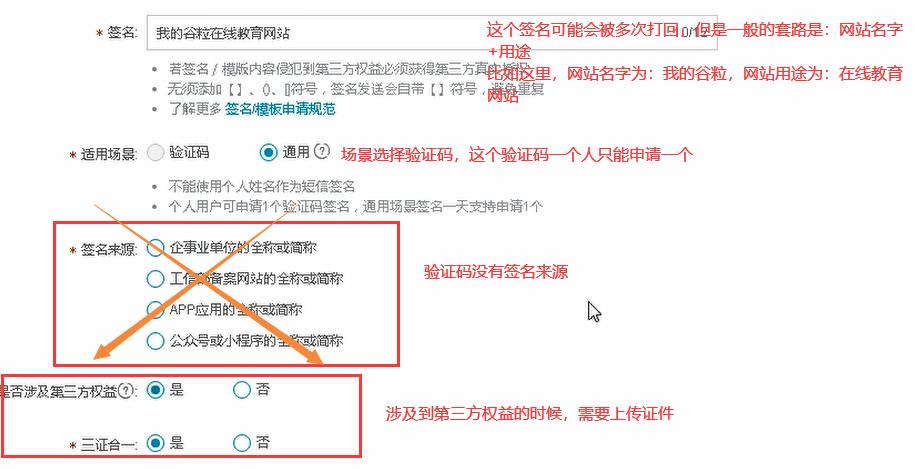 * 签名: 我的谷粒在线教育网站 10/12
这个签名可能会被多次打回，但是一般的套路是：网站名字
+用途
比如这里，网站名字为：我的谷粒，网站用途为：在线教育
网站
若签名/模版内容侵犯到第三方权益必须获得第三方真实授权
无须添加【】、()、[]符号，签名发送会自带【】符号，避免重复
了解更多 签名/模板申请规范
* 适用场景: 验证码 通用 ?
场景选择验证码，这个验证码一个人只能申请一个
不能使用个人姓名作为短信签名
个人用户可申请1个验证码签名，通用场景签名一天支持申请1个
* 签名来源: 企事业单位的全称或简称
工信部备案网站的全称或简称
APP应用的全称或简称
公众号或小程序的全称或简称
验证码没有签名来源
是否涉及第三方权益?: 是 否
涉及到第三方权益的时候，需要上传证件
* 三证合一: 是 否